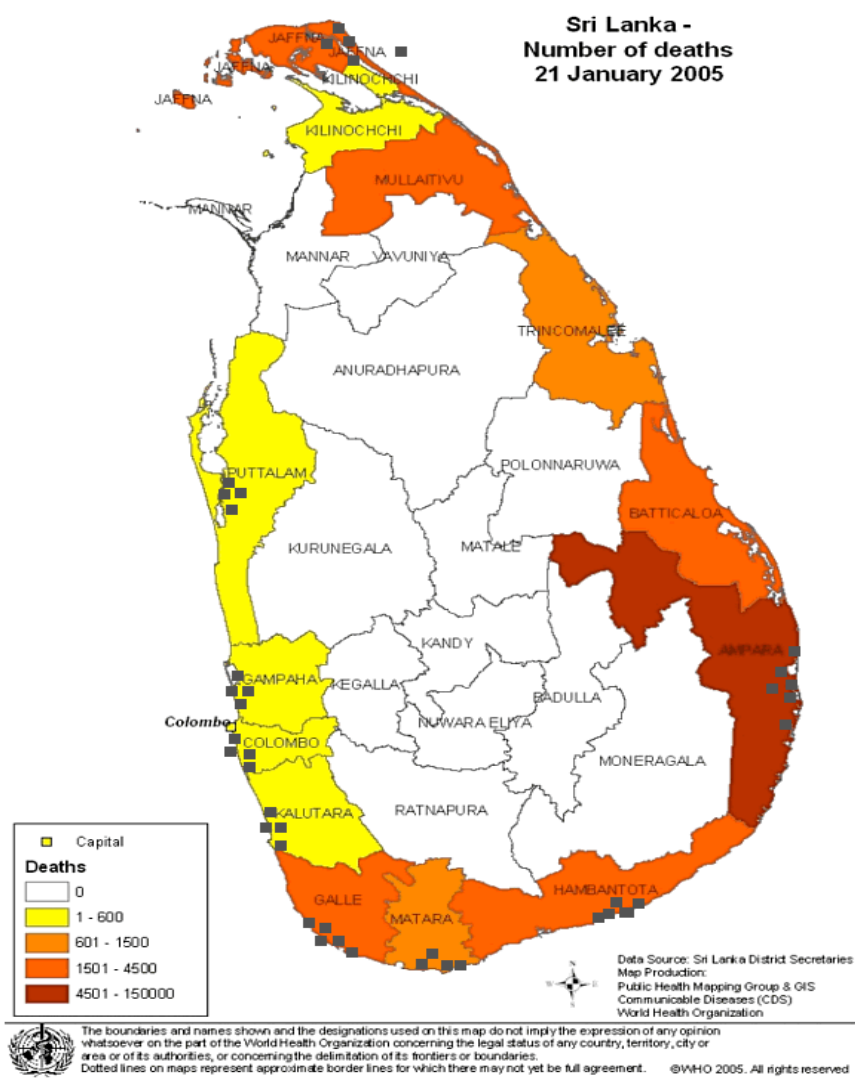 Sri Lanka -
Number of deaths
21 January 2005
JAFFNA
JAFFNA
JAFFNA
JAFFNA
KILINOCHCHI
KILINOCHCHI
MULLAITIVU
MANNAR
MANNAR
VAVUNIYA
TRINCOMALEE
ANURADHAPURA
POLONNARUWA
PUTTALAM
BATTICALOA
KURUNEGALA
MATALE
KANDY
AMPARA
GAMPAHA
KEGALLA
BADULLA
NUWARA ELIYA
Colombo
COLOMBO
MONERAGALA
KALUTARA
RATNAPURA
HAMBANTOTA
GALLE
MATARA
Capital
Deaths
0
1 - 600
601 - 1500
1501 - 4500
4501 - 150000
N
W
E
S
Data Source: Sri Lanka District Secretaries
Map Production:
Public Health Mapping Group & GIS
Communicable Diseases (CDS)
World Health Organization
The boundaries and names shown and the designations used on this map do not imply the expression of any opinion
whatsoever on the part of the World Health Organization concerning the legal status of any country, territory, city or
area or of its authorities, or concerning the delimitation of its frontiers or boundaries.
Dotted lines on maps represent approximate border lines for which there may not yet be full agreement.
©WHO 2005. All rights reserved